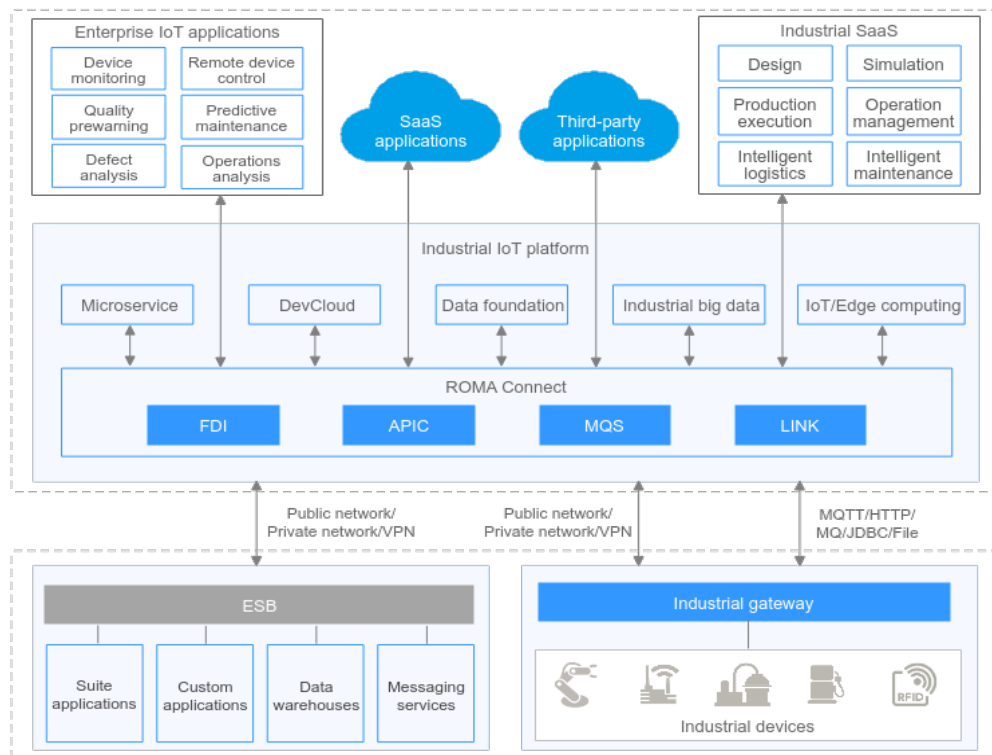 Enterprise IoT applications
Device
monitoring
Remote device
control
Quality
prewarning
Predictive
maintenance
Defect
analysis
Operations
analysis
SaaS
applications
Third-party
applications
Industrial SaaS
Design
Simulation
Production
execution
Operation
management
Intelligent
logistics
Intelligent
maintenance
Industrial IoT platform
Microservice
DevCloud
Data foundation
Industrial big data
IoT/Edge computing
ROMA Connect
FDI
APIC
MQS
LINK
Public network/
Private network/VPN
Public network/
Private network/VPN
MQTT/HTTP/
MQ/JDBC/File
ESB
Suite
applications
Custom
applications
Data
warehouses
Messaging
services
Industrial gateway
RFID
Industrial devices